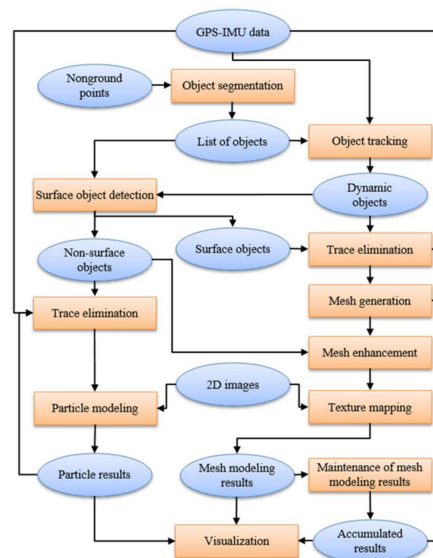 GPS-IMU data
Nonground
points
Object segmentation
List of objects
Object tracking
Surface object detection
Dynamic
objects
Non-surface
objects
Surface objects
Trace elimination
Trace elimination
Mesh generation
Mesh enhancement
2D images
Particle modeling
Texture mapping
Particle results
Mesh modeling
results
Maintenance of mesh
modeling results
Visualization
Accumulated
results